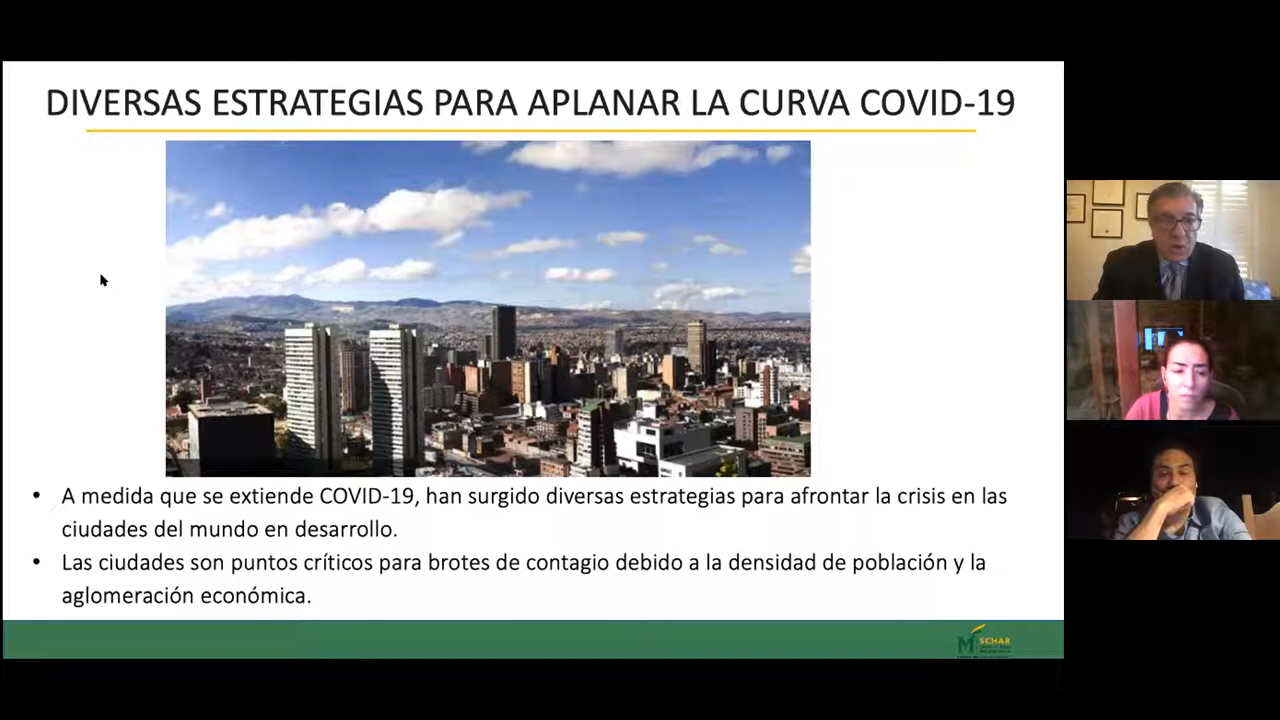 DIVERSAS ESTRATEGIAS PARA APLANAR LA CURVA COVID-19
• A medida que se extiende COVID-19, han surgido diversas estrategias para afrontar la crisis en las
ciudades del mundo en desarrollo.
• Las ciudades son puntos críticos para brotes de contagio debido a la densidad de población y la
aglomeración económica.
SCHAR